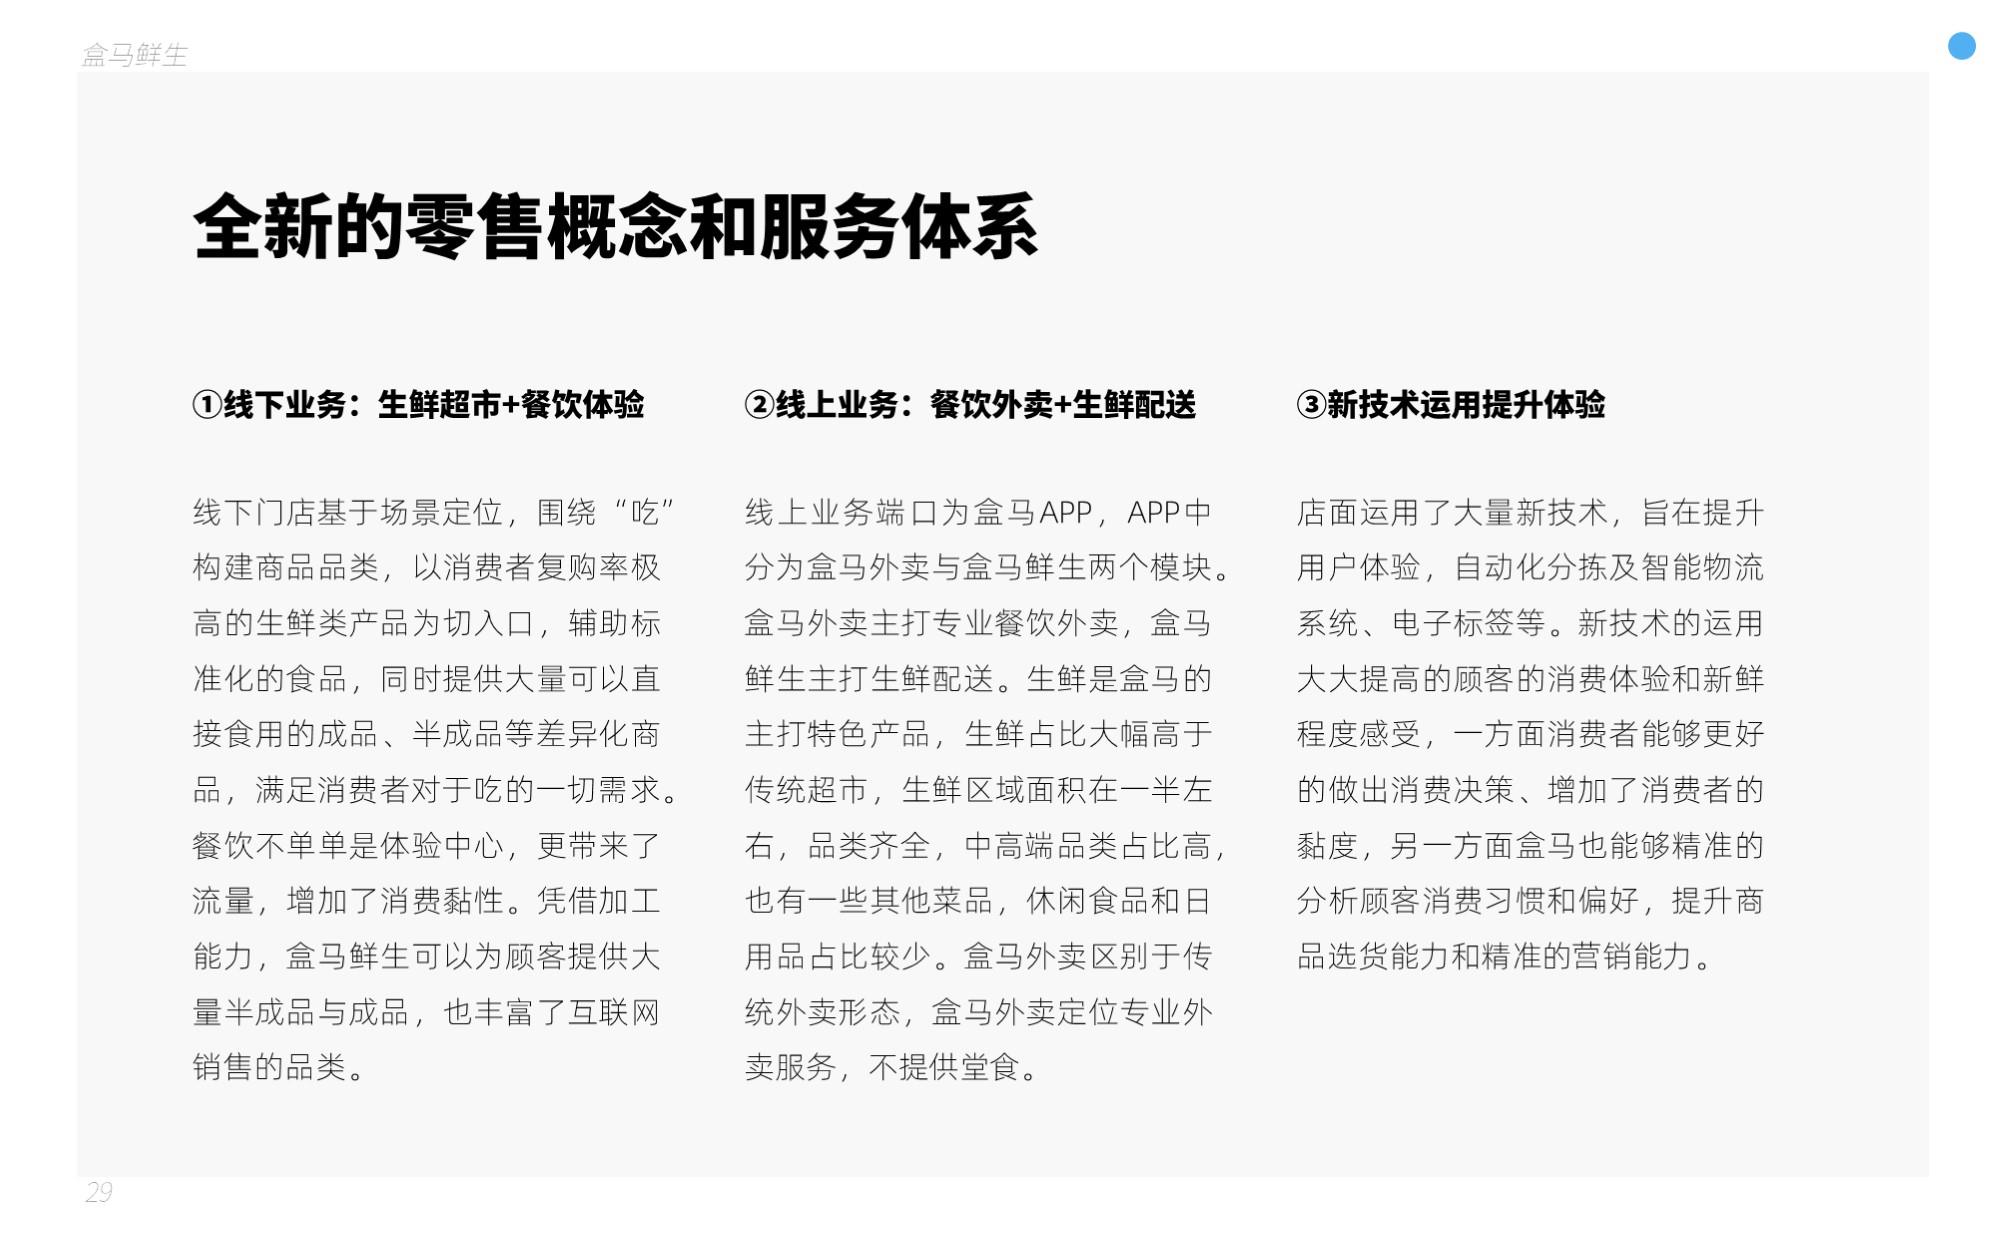 盒马鲜生
全新的零售概念和服务体系
①线下业务：生鲜超市+餐饮体验
线下门店基于场景定位，围绕“吃”
构建商品品类，以消费者复购率极
高的生鲜类产品为切入口，辅助标
准化的食品，同时提供大量可以直
接食用的成品、半成品等差异化商
品，满足消费者对于吃的一切需求。
餐饮不单单是体验中心，更带来了
流量，增加了消费黏性。凭借加工
能力，盒马鲜生可以为顾客提供大
量半成品与成品，也丰富了互联网
销售的品类。
②线上业务：餐饮外卖+生鲜配送
线上业务端口为盒马APP，APP中
分为盒马外卖与盒马鲜生两个模块。
盒马外卖主打专业餐饮外卖，盒马
鲜生主打生鲜配送。生鲜是盒马的
主打特色产品，生鲜占比大幅高于
传统超市，生鲜区域面积在一半左
右，品类齐全，中高端品类占比高，
也有一些其他菜品，休闲食品和日
用品占比较少。盒马外卖区别于传
统外卖形态，盒马外卖定位专业外
卖服务，不提供堂食。
③新技术运用提升体验
店面运用了大量新技术，旨在提升
用户体验，自动化分拣及智能物流
系统、电子标签等。新技术的运用
大大提高的顾客的消费体验和新鲜
程度感受，一方面消费者能够更好
的做出消费决策、增加了消费者的
黏度，另一方面盒马也能够精准的
分析顾客消费习惯和偏好，提升商
品选货能力和精准的营销能力。
29